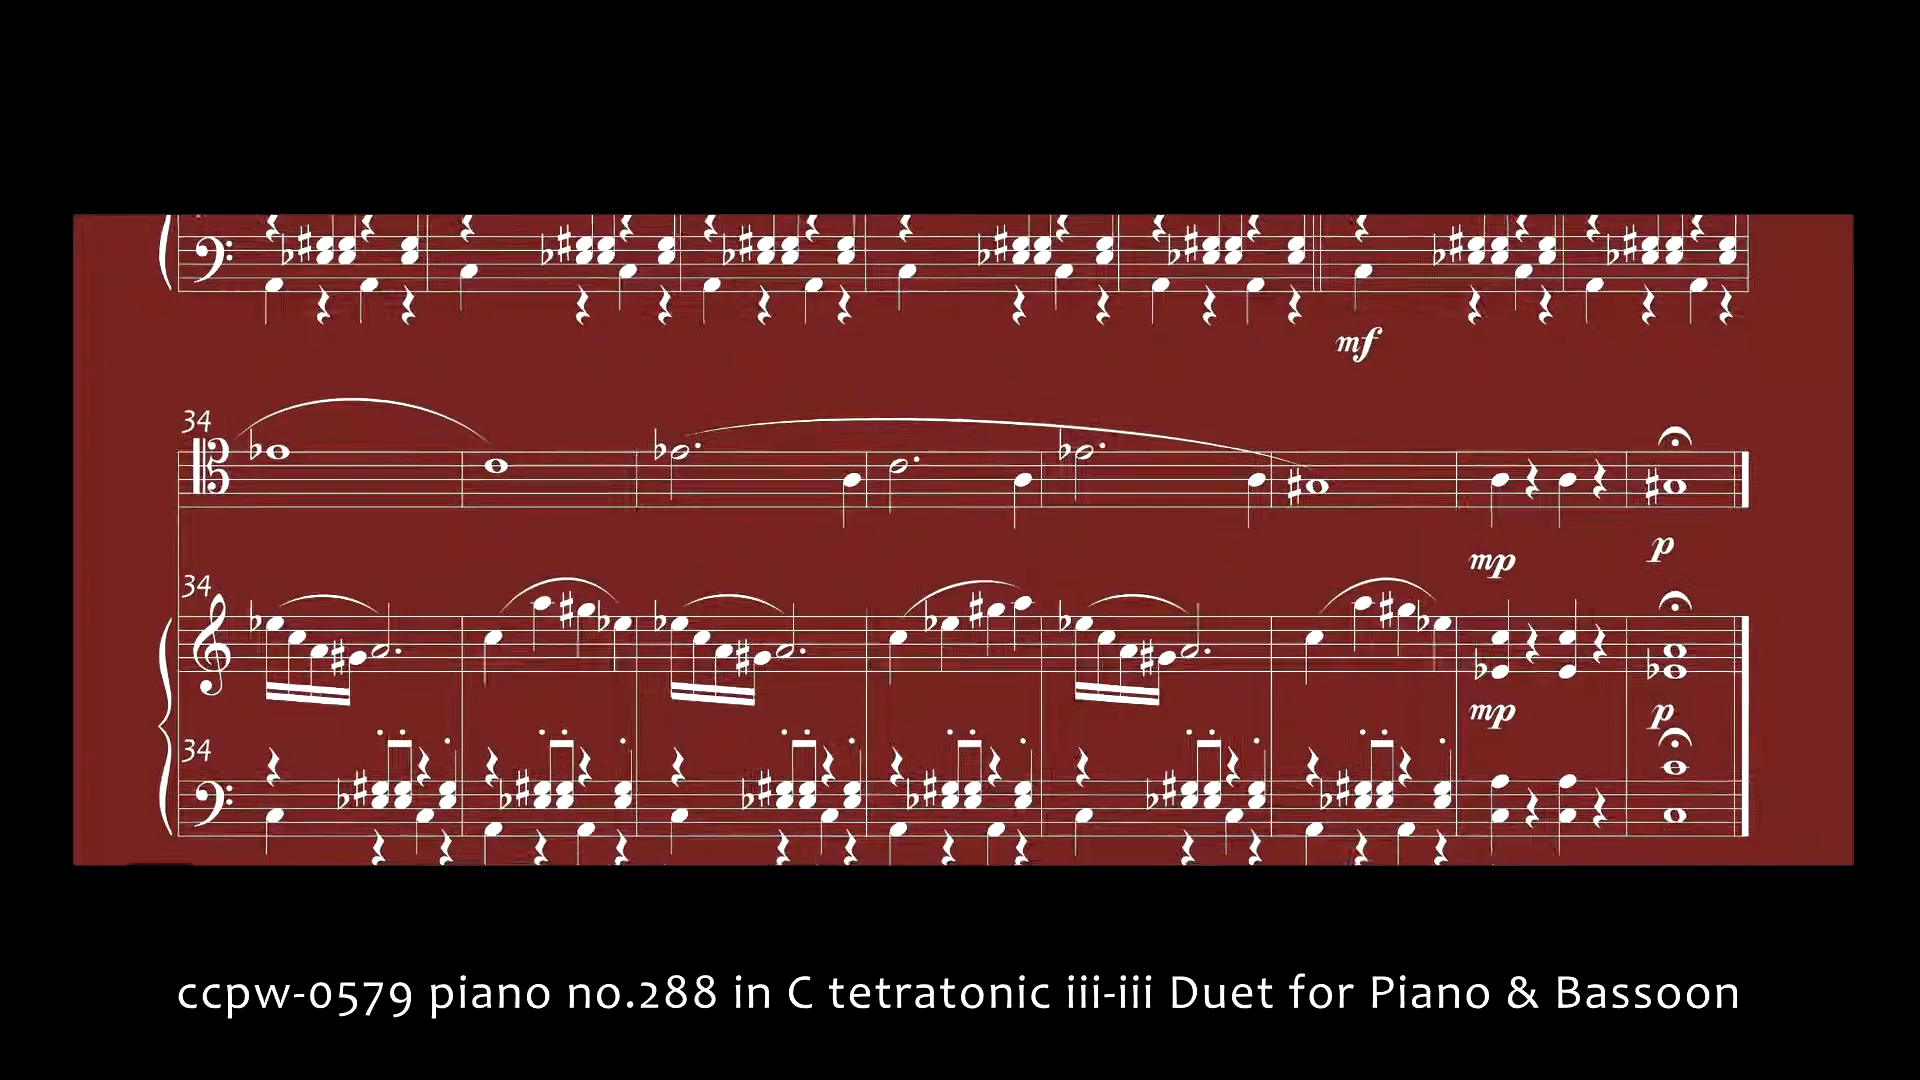 mf
34
mp p
34
mp p
34
ccpw-0579 piano no.288 in C tetratonic iii-iii Duet for Piano & Bassoon